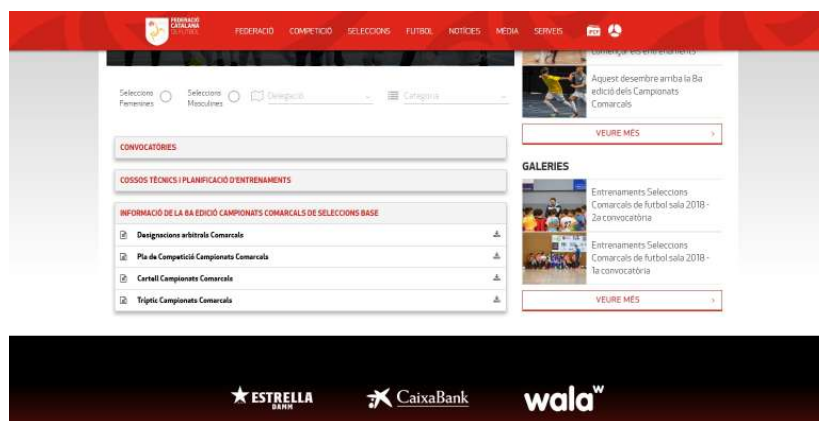 FEDERACIÓ
CATALANA
DE FUTBOL
FEDERACIÓ COMPETICIÓ SELECCIONS FUTBOL NOTÍCIES MÈDIA SERVEIS
començar els entrenaments
Aquest desembre arriba la 8a
edició dels Campionats
Comarcals
VEURE MÉS
Seleccions
Femenines
Seleccions
Masculines
Delegació
Categoria
CONVOCATÒRIES
COSSOS TÈCNICS I PLANIFICACIÓ D'ENTRENAMENTS
INFORMACIÓ DE LA 8A EDICIÓ CAMPIONATS COMARCALS DE SELECCIONS BASE
Designacions arbitrals Comarcals
Pla de Competició Campionats Comarcals
Cartell Campionats Comarcals
Tríptic Campionats Comarcals
GALERIES
Entrenaments Seleccions
Comarcals de futbol sala 2018 -
2a convocatòria
Entrenaments Seleccions
Comarcals de futbol sala 2018 -
1a convocatòria
VEURE MÉS
ESTRELLA
DAMM
CaixaBank
wala w